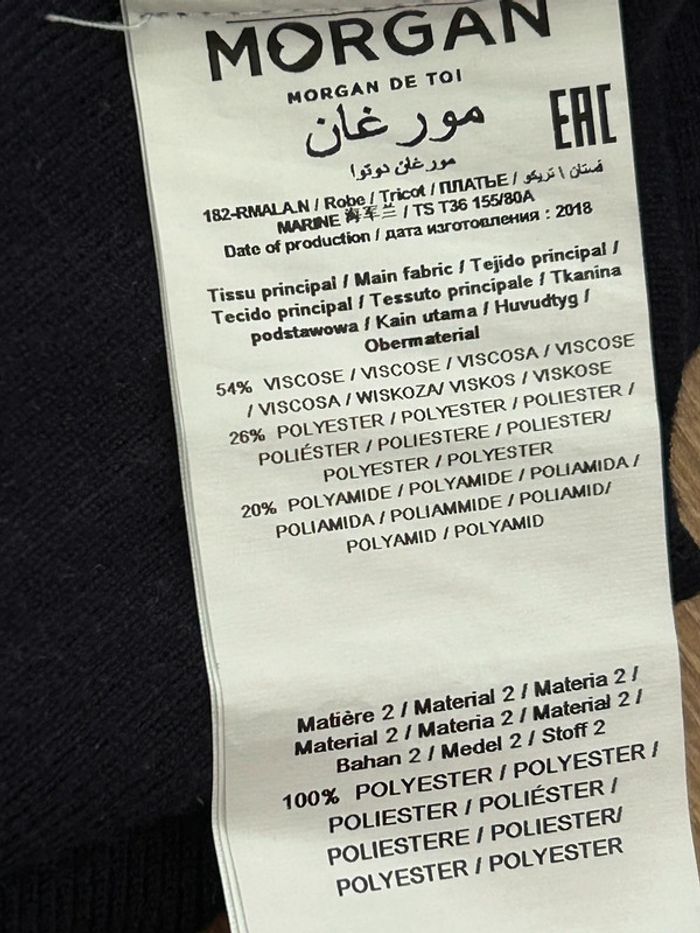 MORGAN
MORGAN DE TOI
مورغان
EAC
مورغان دوتوا
182-RMALA.N / Robe / Tricot / ПЛАТЬЕ / فستان \ تريكو
MARINE 海军兰 / TS T36 155/80A
Date of production / дата изготовления : 2018
Tissu principal / Main fabric / Tejido principal /
Tecido principal / Tessuto principale / Tkanina
podstawowa / Kain utama / Huvudtyg /
Obermaterial
54% VISCOSE / VISCOSE / VISCOSA / VISCOSE
/ VISCOSA / WISKOZA/ VISKOS / VISKOSE
26% POLYESTER / POLYESTER / POLIESTER /
POLIÉSTER / POLIESTERE / POLIESTER/
POLYESTER / POLYESTER
20% POLYAMIDE / POLYAMIDE / POLIAMIDA /
POLIAMIDA / POLIAMMIDE / POLIAMID/
POLYAMID / POLYAMID
Matière 2 / Material 2 / Materia 2 /
Material 2 / Materia 2 / Material 2 /
Bahan 2 / Medel 2 / Stoff 2
100% POLYESTER / POLYESTER /
POLIESTER / POLIÉSTER /
POLIESTERE / POLIESTER/
POLYESTER / POLYESTER